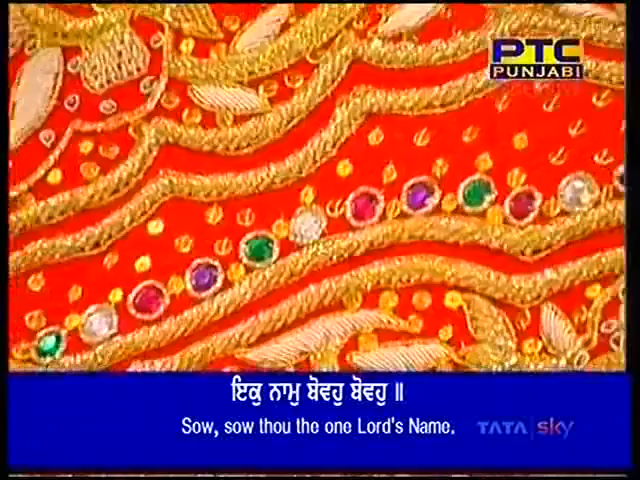 PTC
PUNJABI
ਇਕੁ ਨਾਮੁ ਬੋਵਹੁ ਬੋਵਹੁ ॥
Sow, sow thou the one Lord's Name.
TATA sky